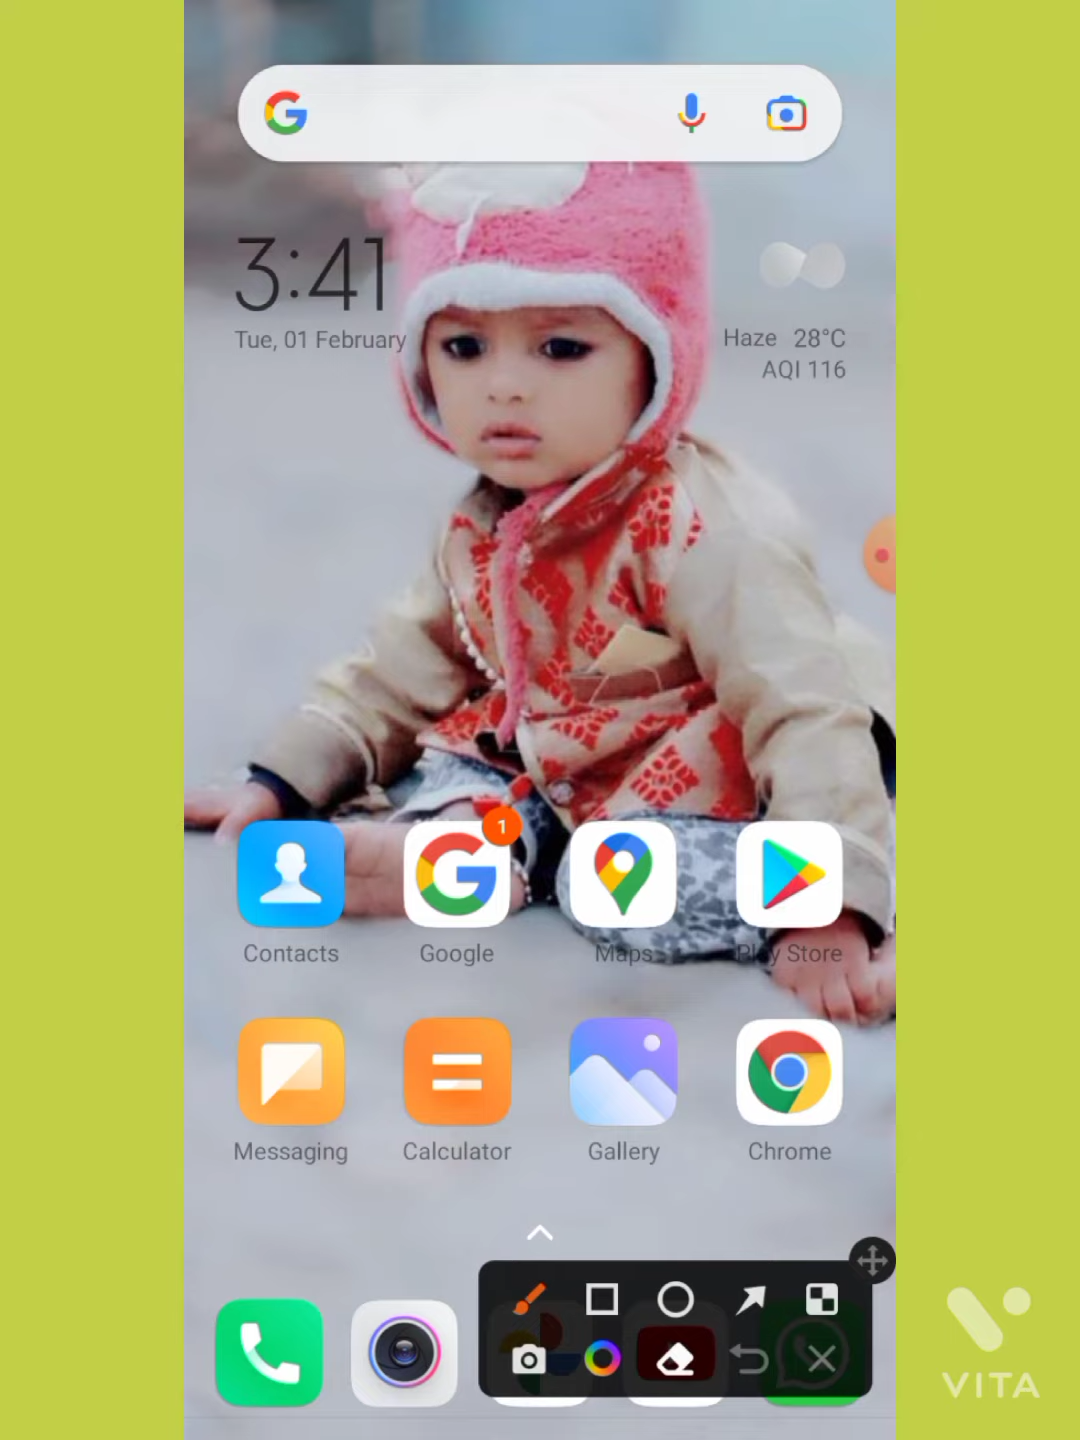 3:41
Tue, 01 February
Haze 28°C
AQI 116
1
Contacts
Google
Maps
Play Store
Messaging
Calculator
Gallery
Chrome
VITA